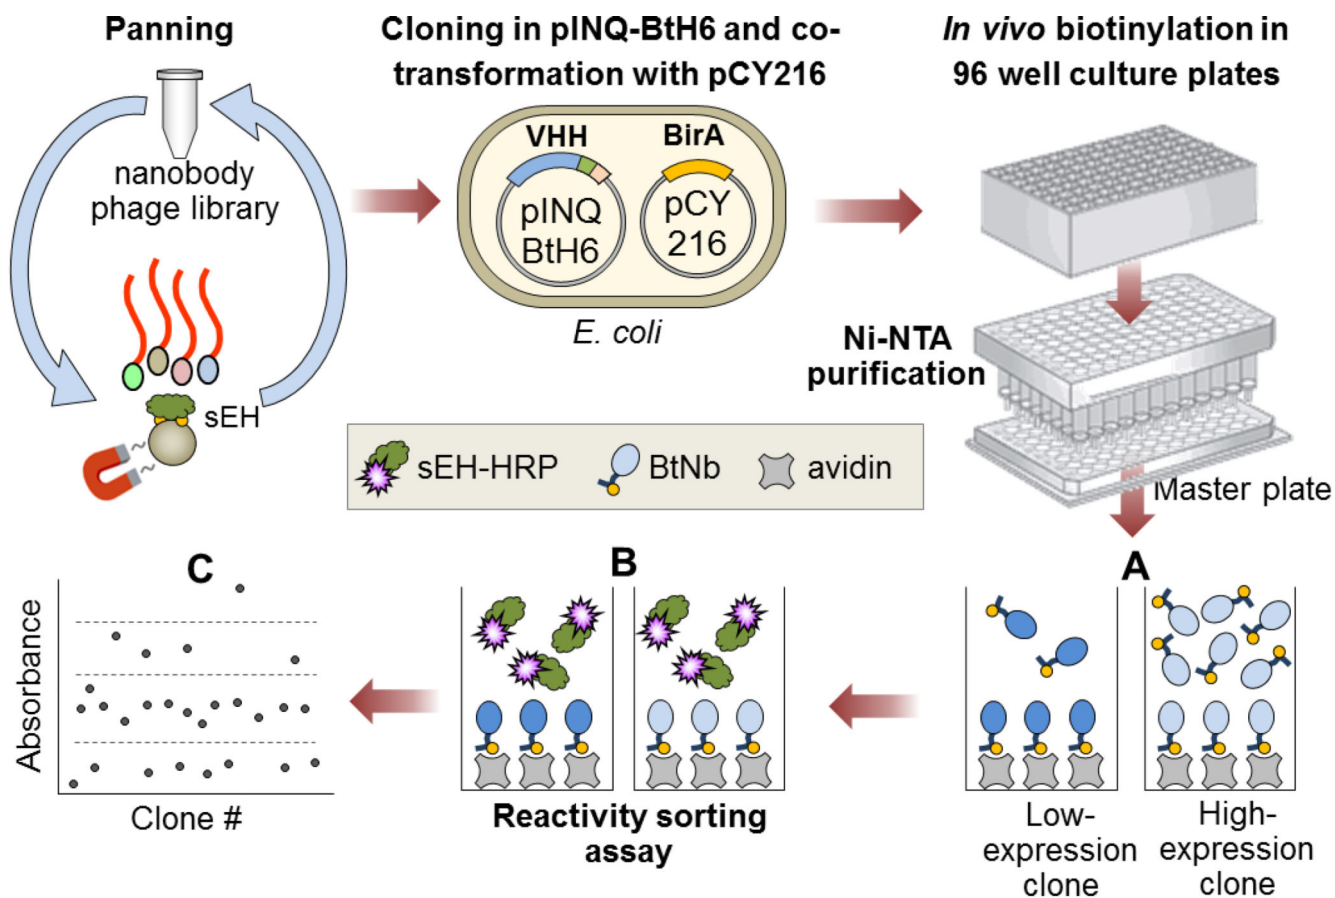 Panning
nanobody
phage library
sEH
Cloning in pINQ-BtH6 and co-
transformation with pCY216
VHH
BirA
pINQ
BtH6
pCY
216
E. coli
In vivo biotinylation in
96 well culture plates
Ni-NTA
purification
Master plate
sEH-HRP
BtNb
avidin
A
Low-
expression
clone
High-
expression
clone
B
Reactivity sorting
assay
C
Absorbance
Clone #